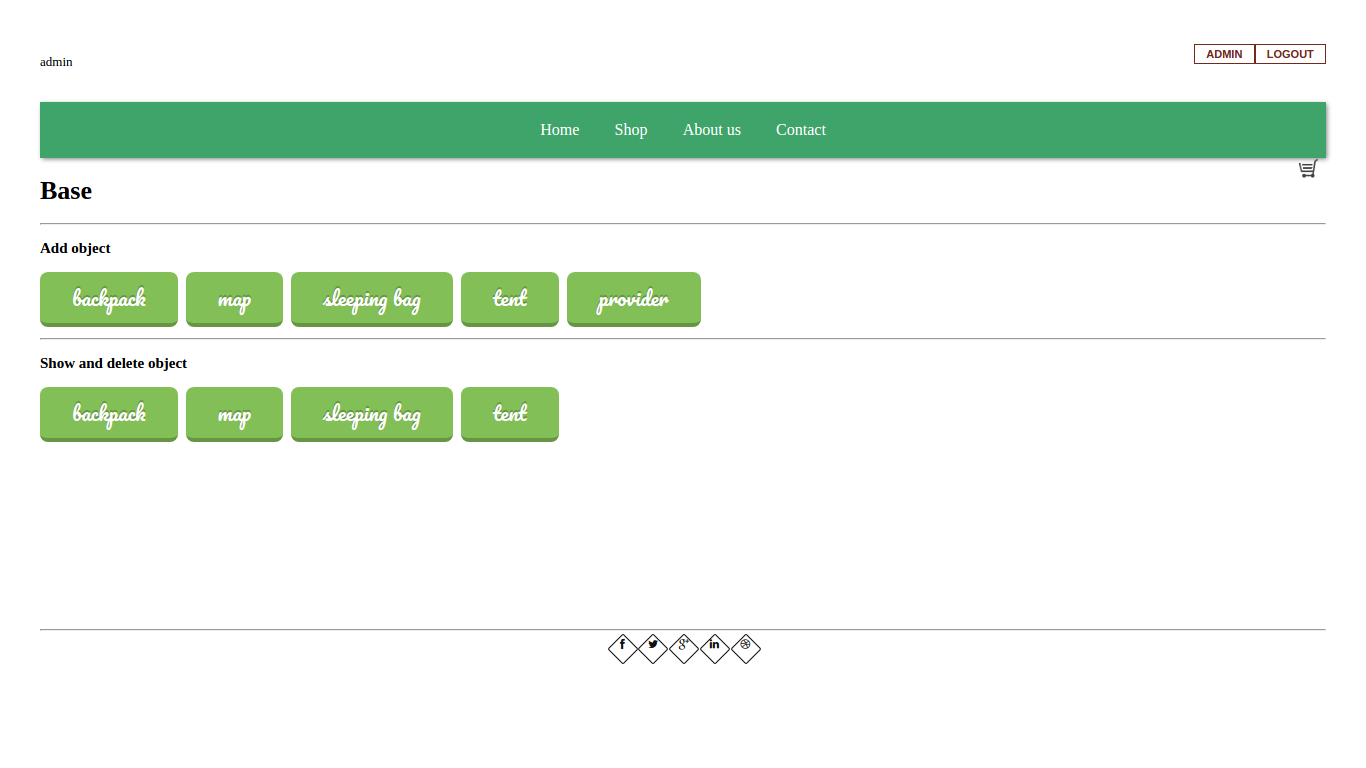 admin
ADMIN LOGOUT
Home Shop About us Contact
Base
Add object
backpack map sleeping bag tent provider
Show and delete object
backpack map sleeping bag tent
f g+ in